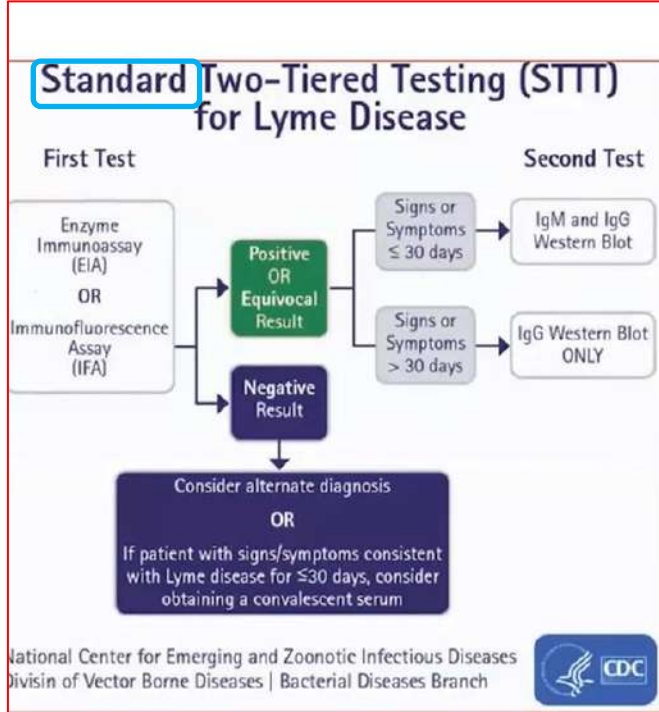 Standard Two-Tiered Testing (STTT)
for Lyme Disease
First Test
Second Test
Enzyme
Immunoassay
(EIA)
OR
Immunofluorescence
Assay
(IFA)
Positive
OR
Equivocal
Result
Negative
Result
Signs or
Symptoms
≤ 30 days
IgM and IgG
Western Blot
Signs or
Symptoms
> 30 days
IgG Western Blot
ONLY
Consider alternate diagnosis
OR
If patient with signs/symptoms consistent
with Lyme disease for ≤30 days, consider
obtaining a convalescent serum
National Center for Emerging and Zoonotic Infectious Diseases
Divisin of Vector Borne Diseases | Bacterial Diseases Branch
CDC